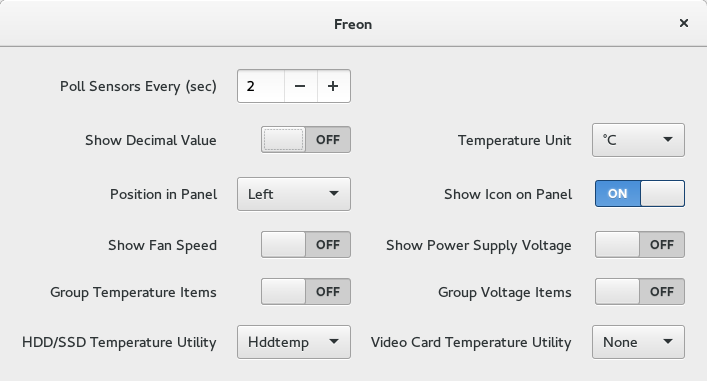 Freon
Poll Sensors Every (sec) 2 − +
Show Decimal Value OFF Temperature Unit °C
Position in Panel Left Show Icon on Panel ON
Show Fan Speed OFF Show Power Supply Voltage OFF
Group Temperature Items OFF Group Voltage Items OFF
HDD/SSD Temperature Utility Hddtemp Video Card Temperature Utility None